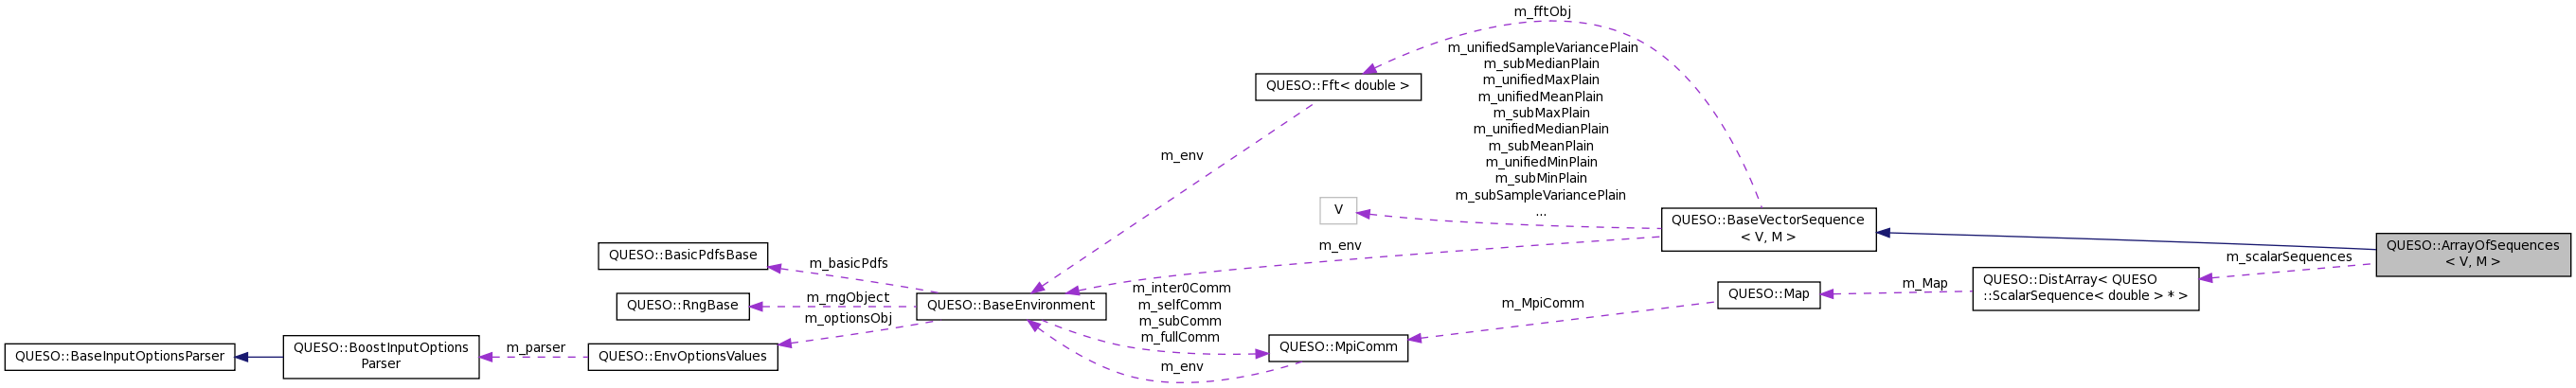 m_fftObj
m_unifiedSampleVariancePlain
m_subMedianPlain
m_unifiedMaxPlain
m_unifiedMeanPlain
m_subMaxPlain
m_unifiedMedianPlain
m_subMeanPlain
m_unifiedMinPlain
m_subMinPlain
m_subSampleVariancePlain
...
QUESO::Fft< double >
m_env
V
QUESO::BaseVectorSequence
< V, M >
QUESO::ArrayOfSequences
< V, M >
m_env
m_scalarSequences
QUESO::BasicPdfsBase
m_basicPdfs
QUESO::DistArray< QUESO
::ScalarSequence< double > * >
m_Map
QUESO::Map
m_MpiComm
m_inter0Comm
m_selfComm
m_subComm
m_fullComm
QUESO::RngBase
m_rngObject
QUESO::BaseEnvironment
m_optionsObj
QUESO::BaseInputOptionsParser
QUESO::BoostInputOptions
Parser
m_parser
QUESO::EnvOptionsValues
QUESO::MpiComm
m_env